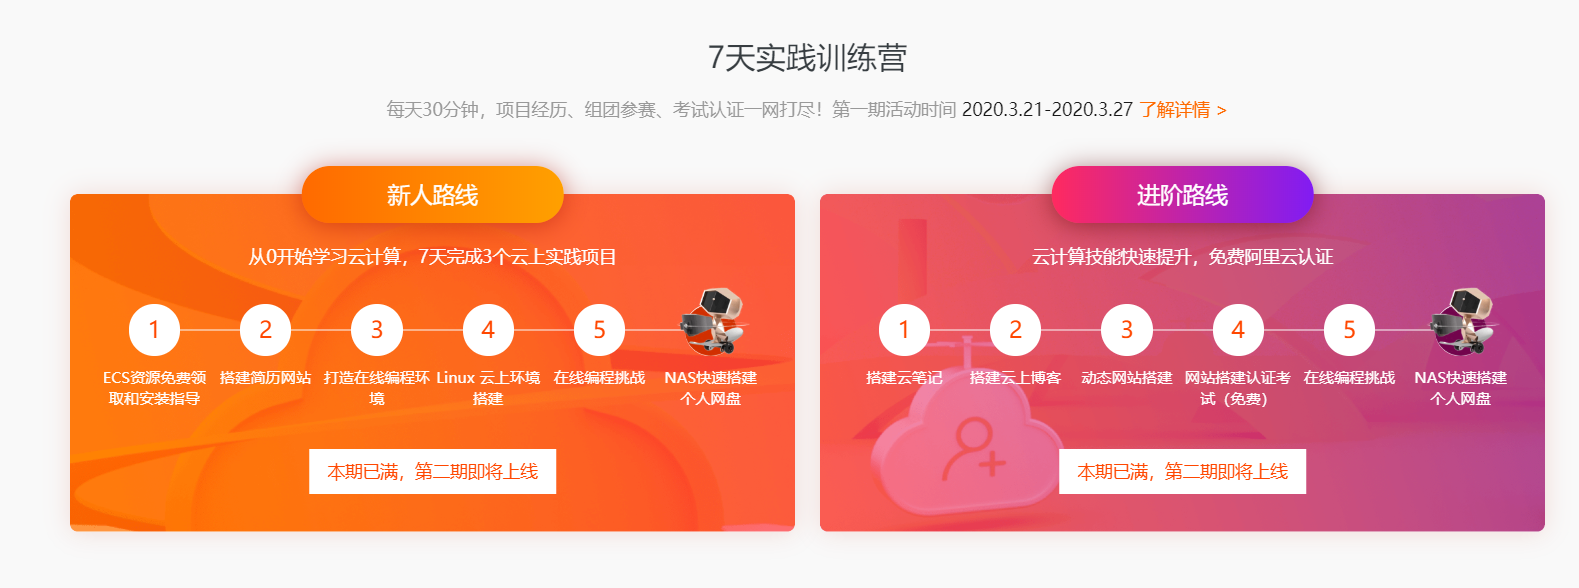 7天实践训练营
每天30分钟，项目经历、组团参赛、考试认证一网打尽！第一期活动时间 2020.3.21-2020.3.27 了解详情 >
新人路线
从0开始学习云计算，7天完成3个云上实践项目
1 2 3 4 5
ECS资源免费领 搭建简历网站 打造在线编程环 Linux 云上环境 在线编程挑战 NAS快速搭建
取和安装指导 境 搭建 个人网盘
本期已满，第二期即将上线
进阶路线
云计算技能快速提升，免费阿里云认证
1 2 3 4 5
搭建云笔记 搭建云上博客 动态网站搭建 网站搭建认证考 在线编程挑战 NAS快速搭建
试（免费） 个人网盘
本期已满，第二期即将上线